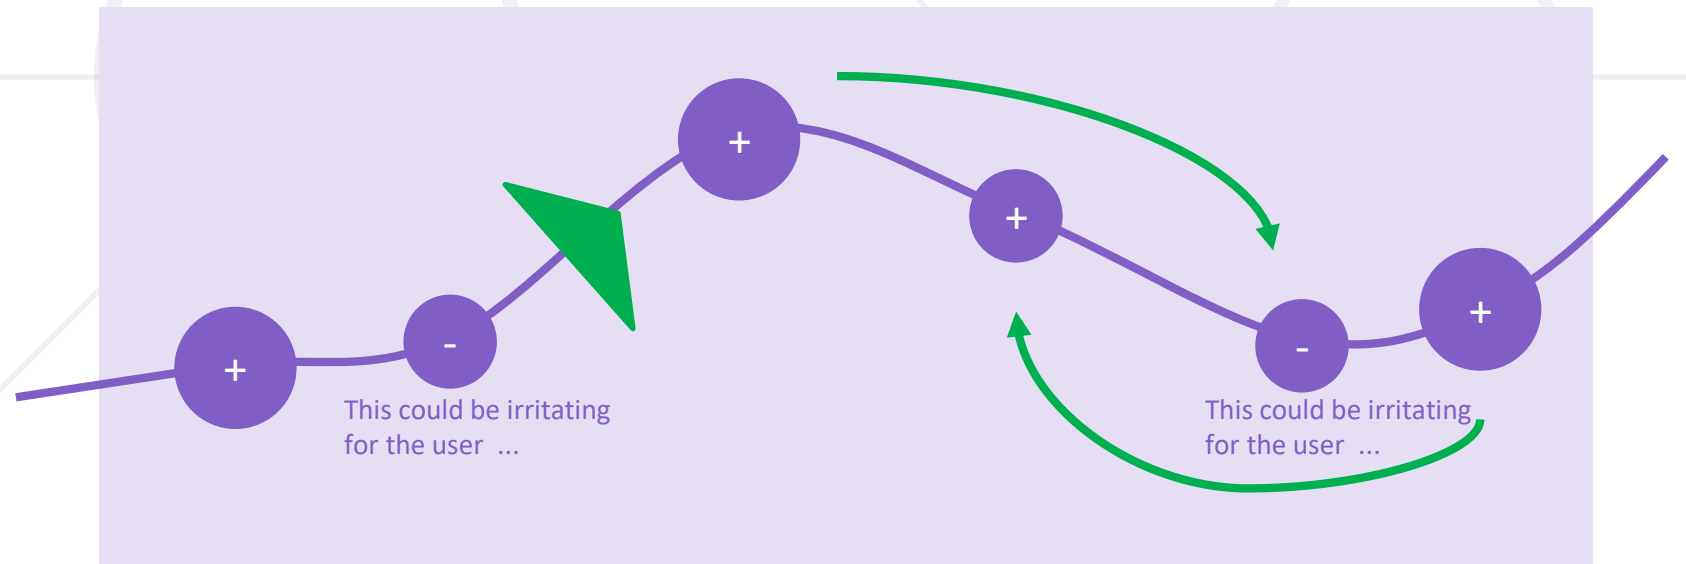 +
+
+
-
-
+
This could be irritating
for the user ...
This could be irritating
for the user ...